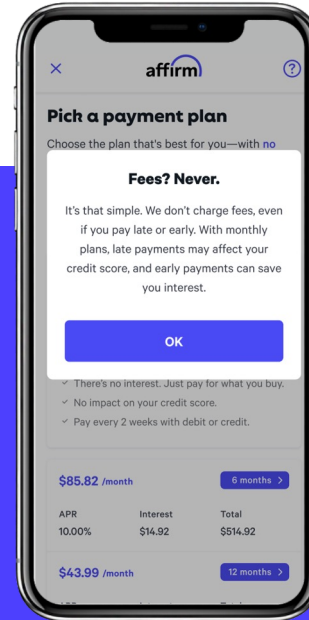 affirm
Pick a payment plan
Choose the plan that's best for you—with no
Fees? Never.
It's that simple. We don't charge fees, even
if you pay late or early. With monthly
plans, late payments may affect your
credit score, and early payments can save
you interest.
OK
There's no interest. Just pay for what you buy.
No impact on your credit score.
Pay every 2 weeks with debit or credit.
$85.82 /month
6 months >
APR Interest Total
10.00% $14.92 $514.92
$43.99 /month
12 months >